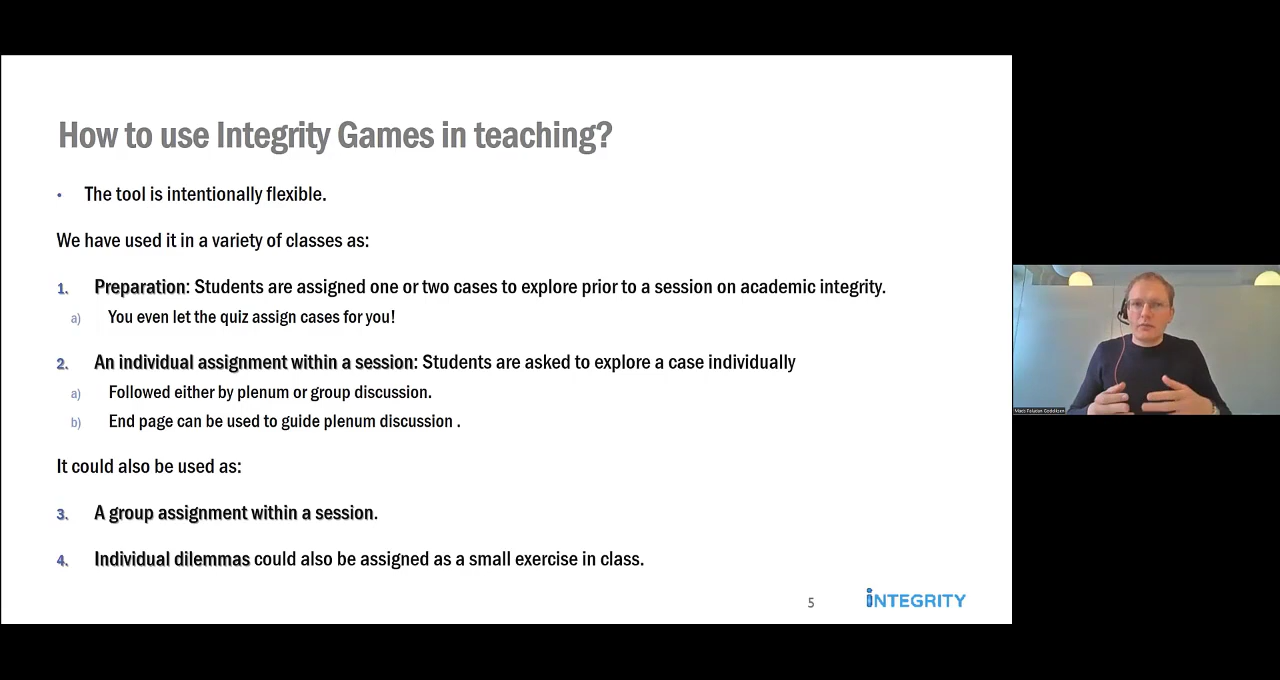 How to use Integrity Games in teaching?
• The tool is intentionally flexible.
We have used it in a variety of classes as:
1. Preparation: Students are assigned one or two cases to explore prior to a session on academic integrity.
a) You even let the quiz assign cases for you!
2. An individual assignment within a session: Students are asked to explore a case individually
a) Followed either by plenum or group discussion.
b) End page can be used to guide plenum discussion .
It could also be used as:
3. A group assignment within a session.
4. Individual dilemmas could also be assigned as a small exercise in class.
5
iNTEGRITY